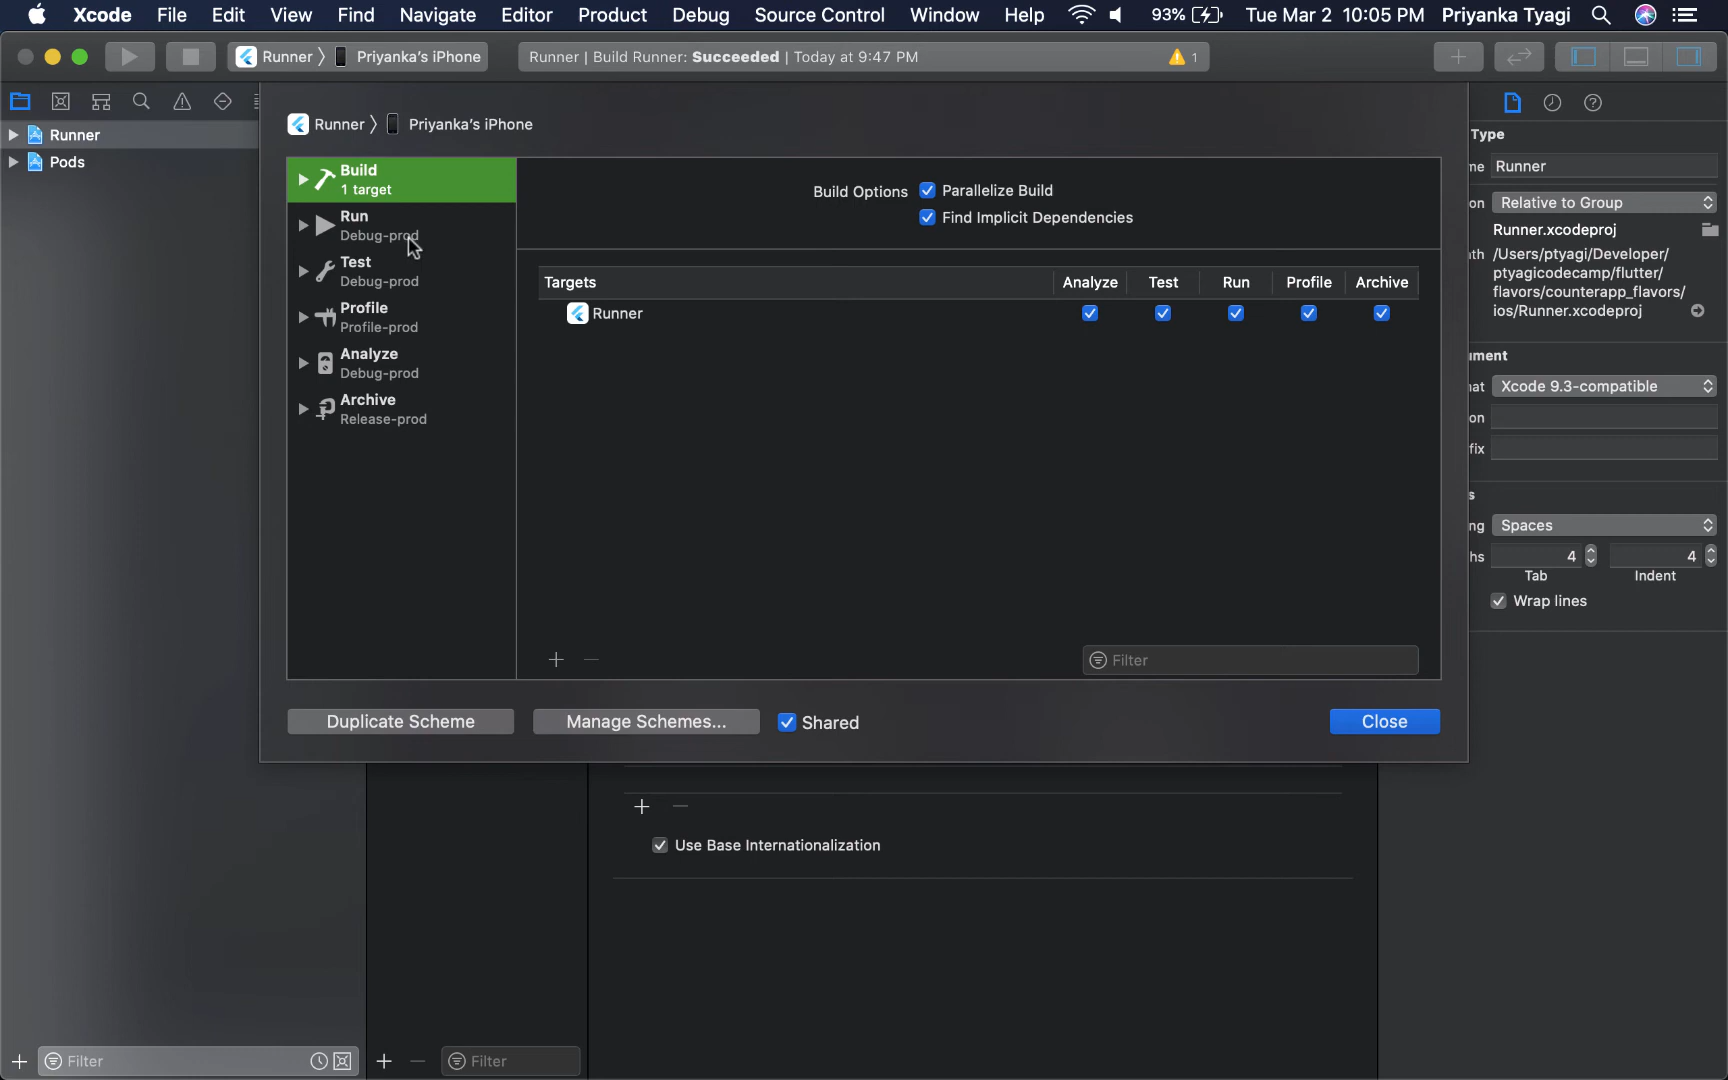 Xcode File Edit View Find Navigate Editor Product Debug Source Control Window Help 93% Tue Mar 2 10:05 PM Priyanka Tyagi
Runner 〉 Priyanka's iPhone Runner | Build Runner: Succeeded | Today at 9:47 PM 1
Runner 〉 Priyanka's iPhone
Runner
Pods
Build
1 target
Run
Debug-prod
Test
Debug-prod
Profile
Profile-prod
Analyze
Debug-prod
Archive
Release-prod
Build Options Parallelize Build
Find Implicit Dependencies
Targets Analyze Test Run Profile Archive
Runner
Filter
Duplicate Scheme Manage Schemes... Shared Close
Use Base Internationalization
Type
me Runner
on Relative to Group
Runner.xcodeproj
th /Users/ptyagi/Developer/
ptyagicodecamp/flutter/
flavors/counterapp_flavors/
ios/Runner.xcodeproj
ument
at Xcode 9.3-compatible
on
fix
s
ng Spaces
hs 4 4
Tab Indent
Wrap lines
Filter Filter